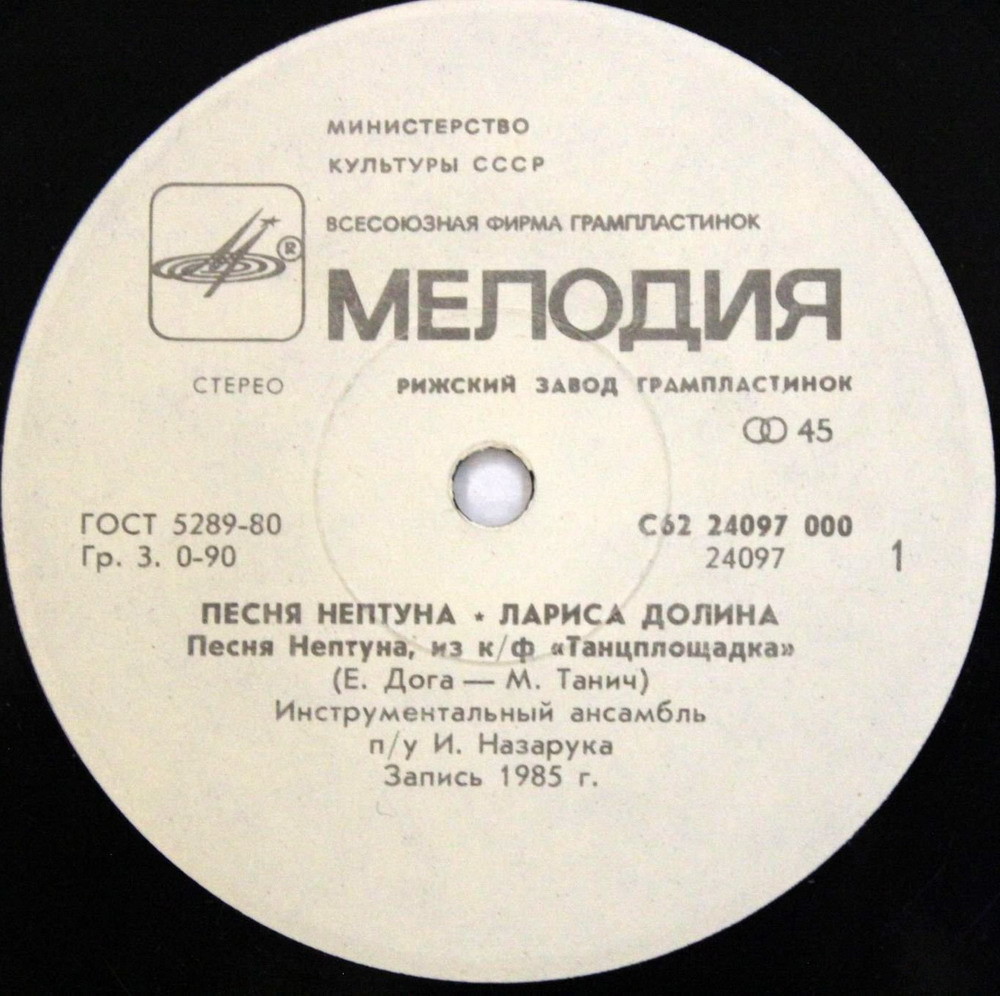 МИНИСТЕРСТВО
КУЛЬТУРЫ СССР
ВСЕСОЮЗНАЯ ФИРМА ГРАМПЛАСТИНОК
®
МЕЛОДИЯ
СТЕРЕО
РИЖСКИЙ ЗАВОД ГРАМПЛАСТИНОК
45
ГОСТ 5289-80
Гр. 3. 0-90
С62 24097 000
24097
1
ПЕСНЯ НЕПТУНА ⋆ ЛАРИСА ДОЛИНА
Песня Нептуна, из к/ф «Танцплощадка»
(Е. Дога — М. Танич)
Инструментальный ансамбль
п/у И. Назарука
Запись 1985 г.